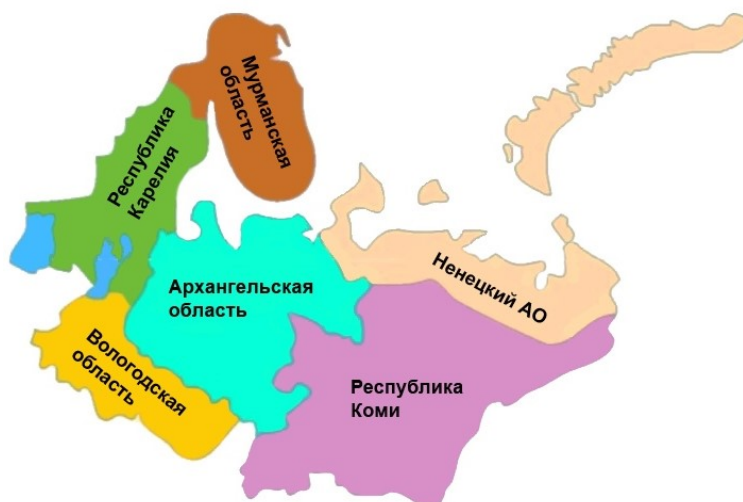 Мурманская
область
Республика
Карелия
Архангельская
область
Ненецкий АО
Вологодская
область
Республика
Коми